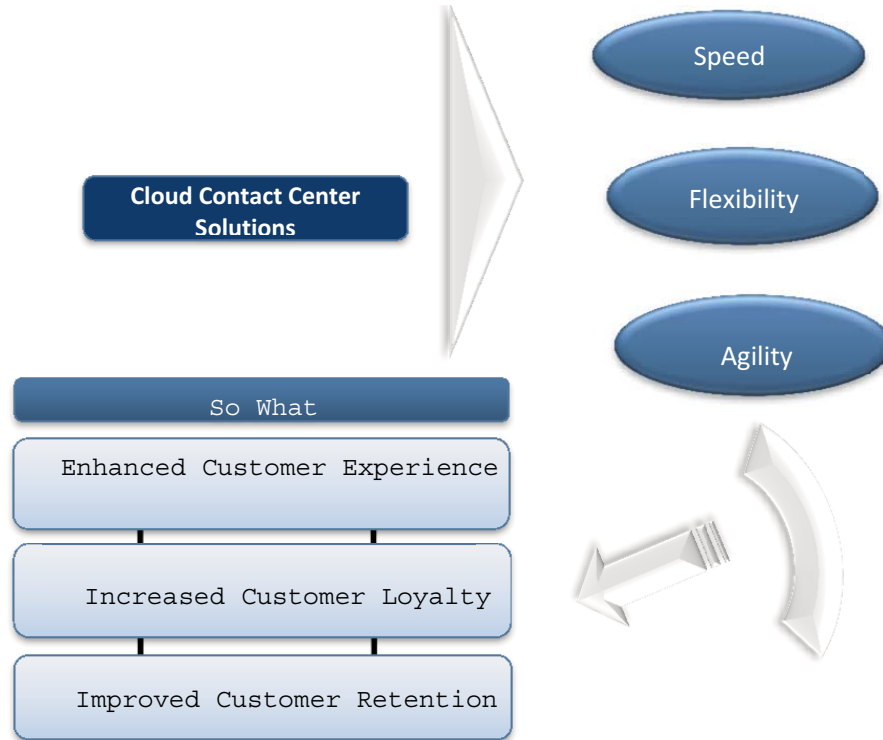 Cloud Contact Center
Solutions
Speed
Flexibility
Agility
So What
Enhanced Customer Experience
Increased Customer Loyalty
Improved Customer Retention